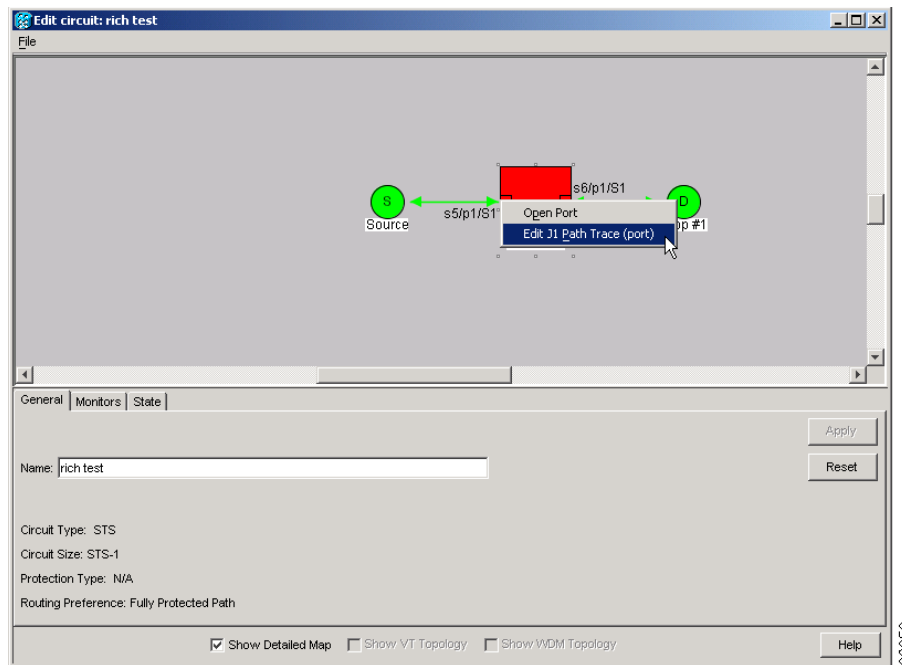 Edit circuit: rich test
File
s6/p1/S1
S
D
s5/p1/S1
Source
op #1
Open Port
Edit J1 Path Trace (port)
General
Monitors
State
Apply
Name: rich test
Reset
Circuit Type: STS
Circuit Size: STS-1
Protection Type: N/A
Routing Preference: Fully Protected Path
Show Detailed Map
Show VT Topology
Show WDM Topology
Help